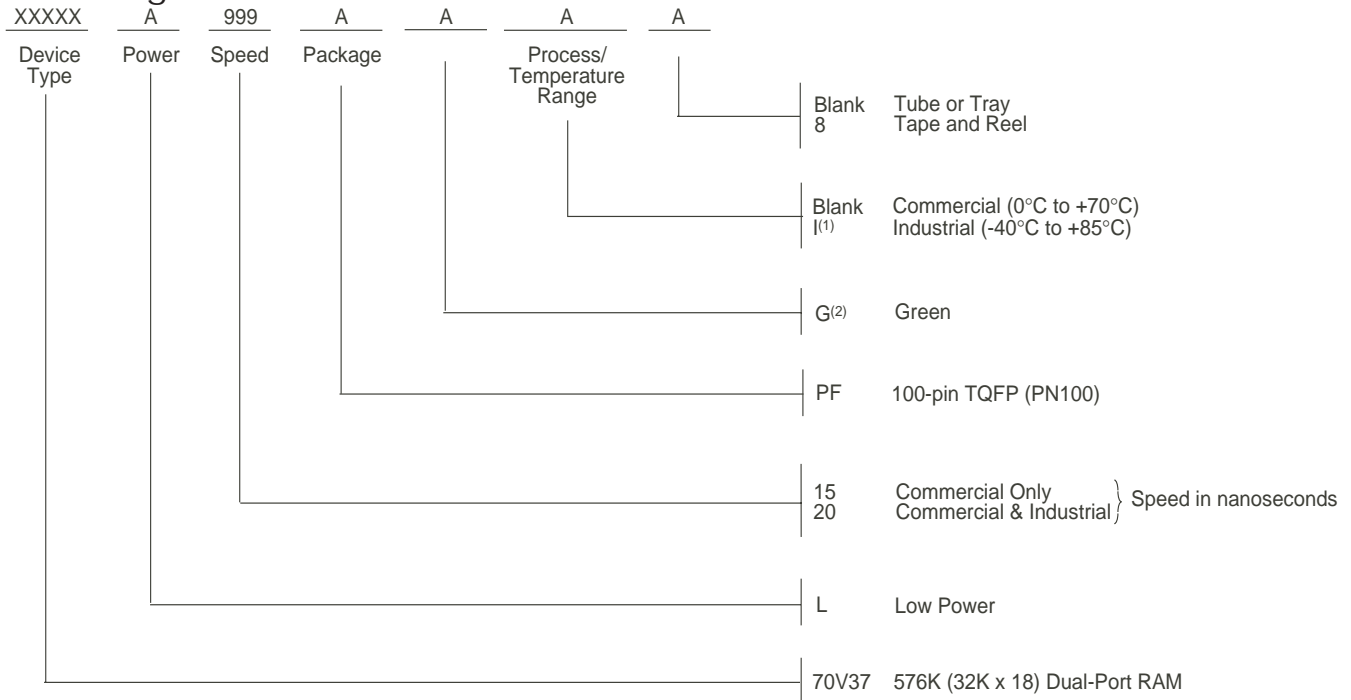 XXXXX A 999 A A A A
Device Type
Power
Speed
Package
Process/ Temperature Range
Blank Tube or Tray
8 Tape and Reel
Blank Commercial (0°C to +70°C)
I(1) Industrial (-40°C to +85°C)
G(2) Green
PF 100-pin TQFP (PN100)
15 Commercial Only
20 Commercial & Industrial
Speed in nanoseconds
L Low Power
70V37 576K (32K x 18) Dual-Port RAM